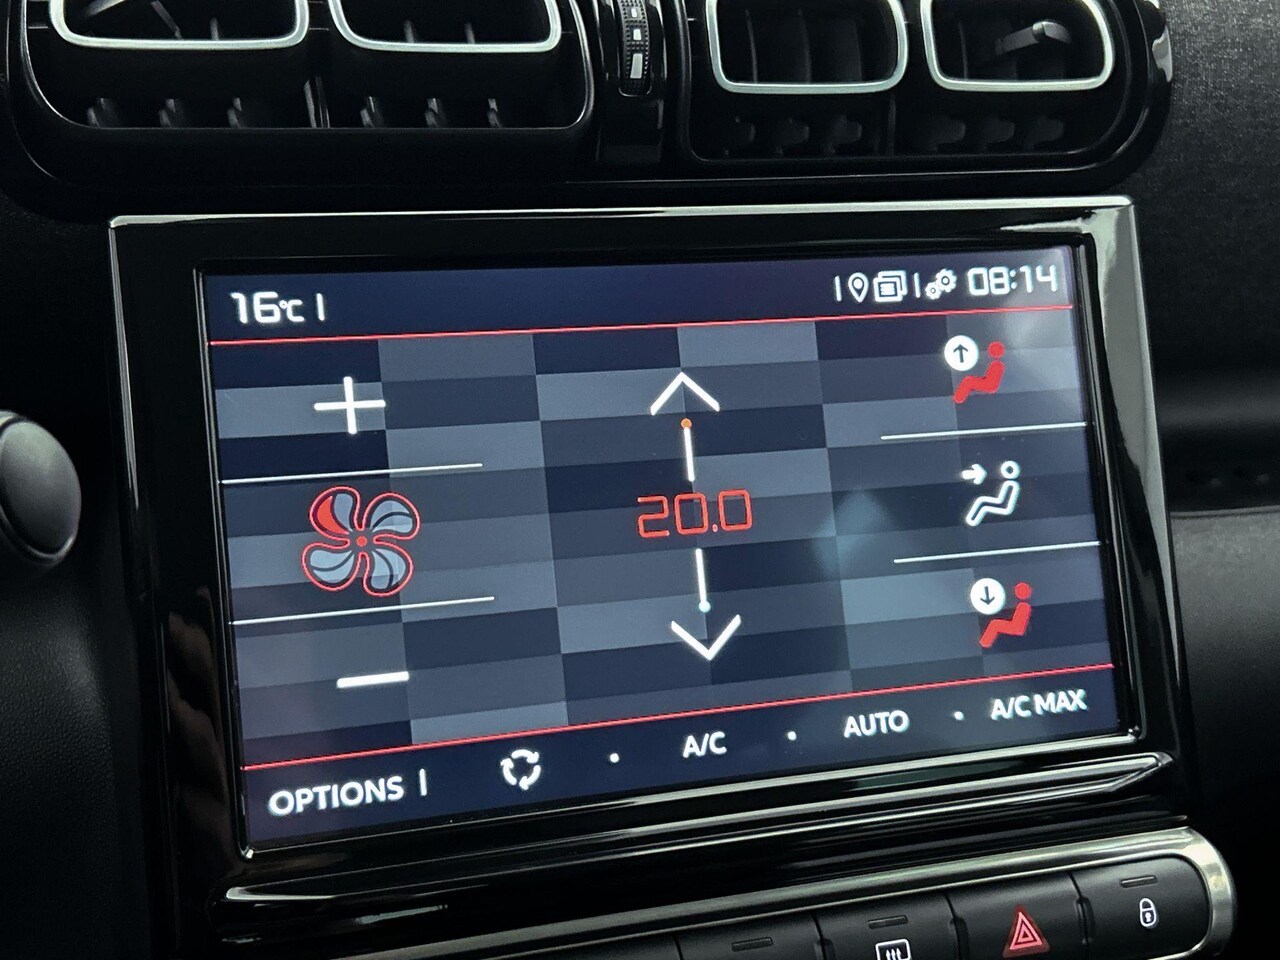 16°C
08:14
20.0
OPTIONS
A/C
AUTO
A/C MAX